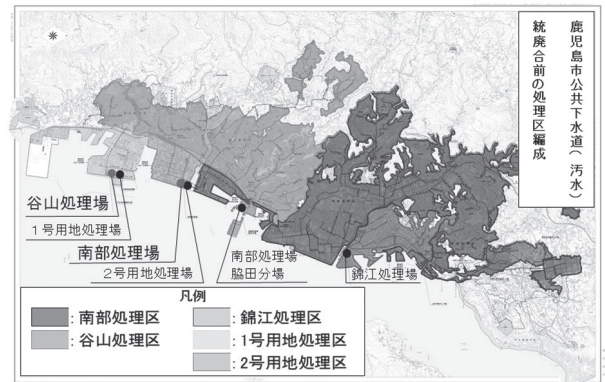 鹿児島市公共下水道（汚水）
統廃合前の処理区編成
谷山処理場
1号用地処理場
南部処理場
2号用地処理場
南部処理場
脇田分場
錦江処理場
凡例
：南部処理区
：谷山処理区
：錦江処理区
：1号用地処理区
：2号用地処理区